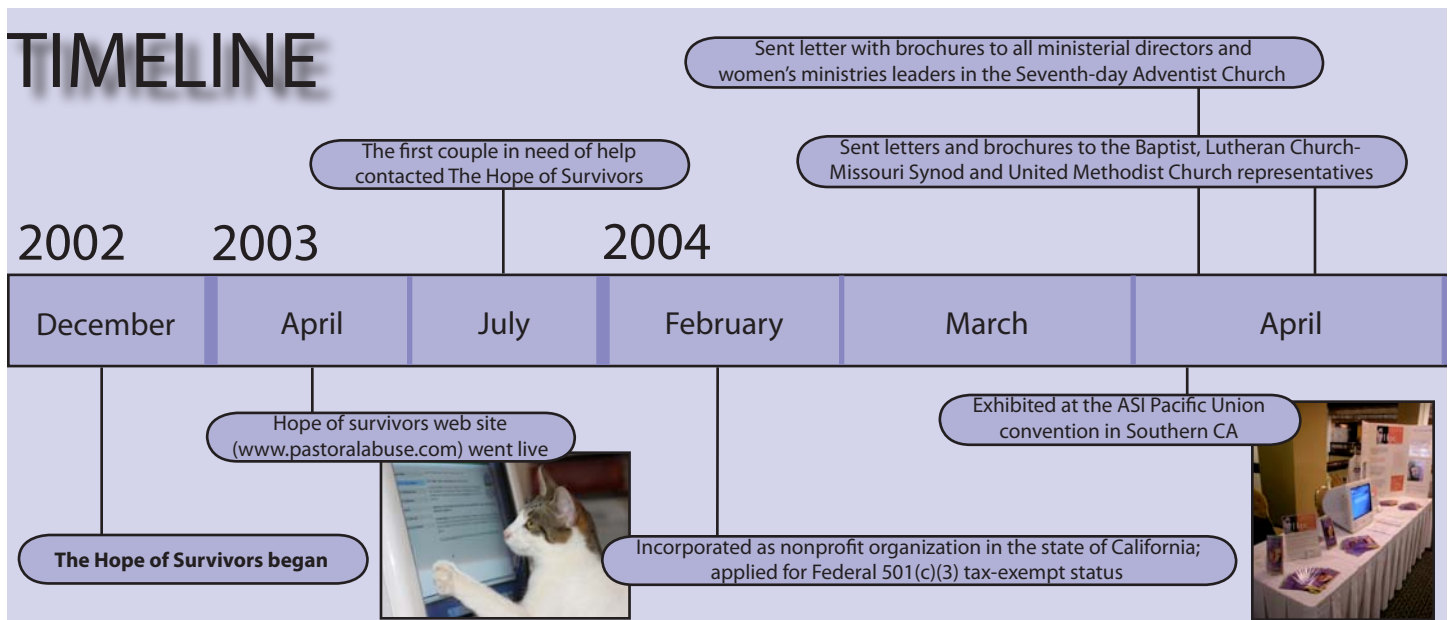 TIMELINE
Sent letter with brochures to all ministerial directors and
women's ministries leaders in the Seventh-day Adventist Church
The first couple in need of help
contacted The Hope of Survivors
Sent letters and brochures to the Baptist, Lutheran Church-
Missouri Synod and United Methodist Church representatives
2002
2003
2004
December
April
July
February
March
April
Hope of survivors web site
(www.pastoralabuse.com) went live
Exhibited at the ASI Pacific Union
convention in Southern CA
The Hope of Survivors began
Incorporated as nonprofit organization in the state of California;
applied for Federal 501(c)(3) tax-exempt status